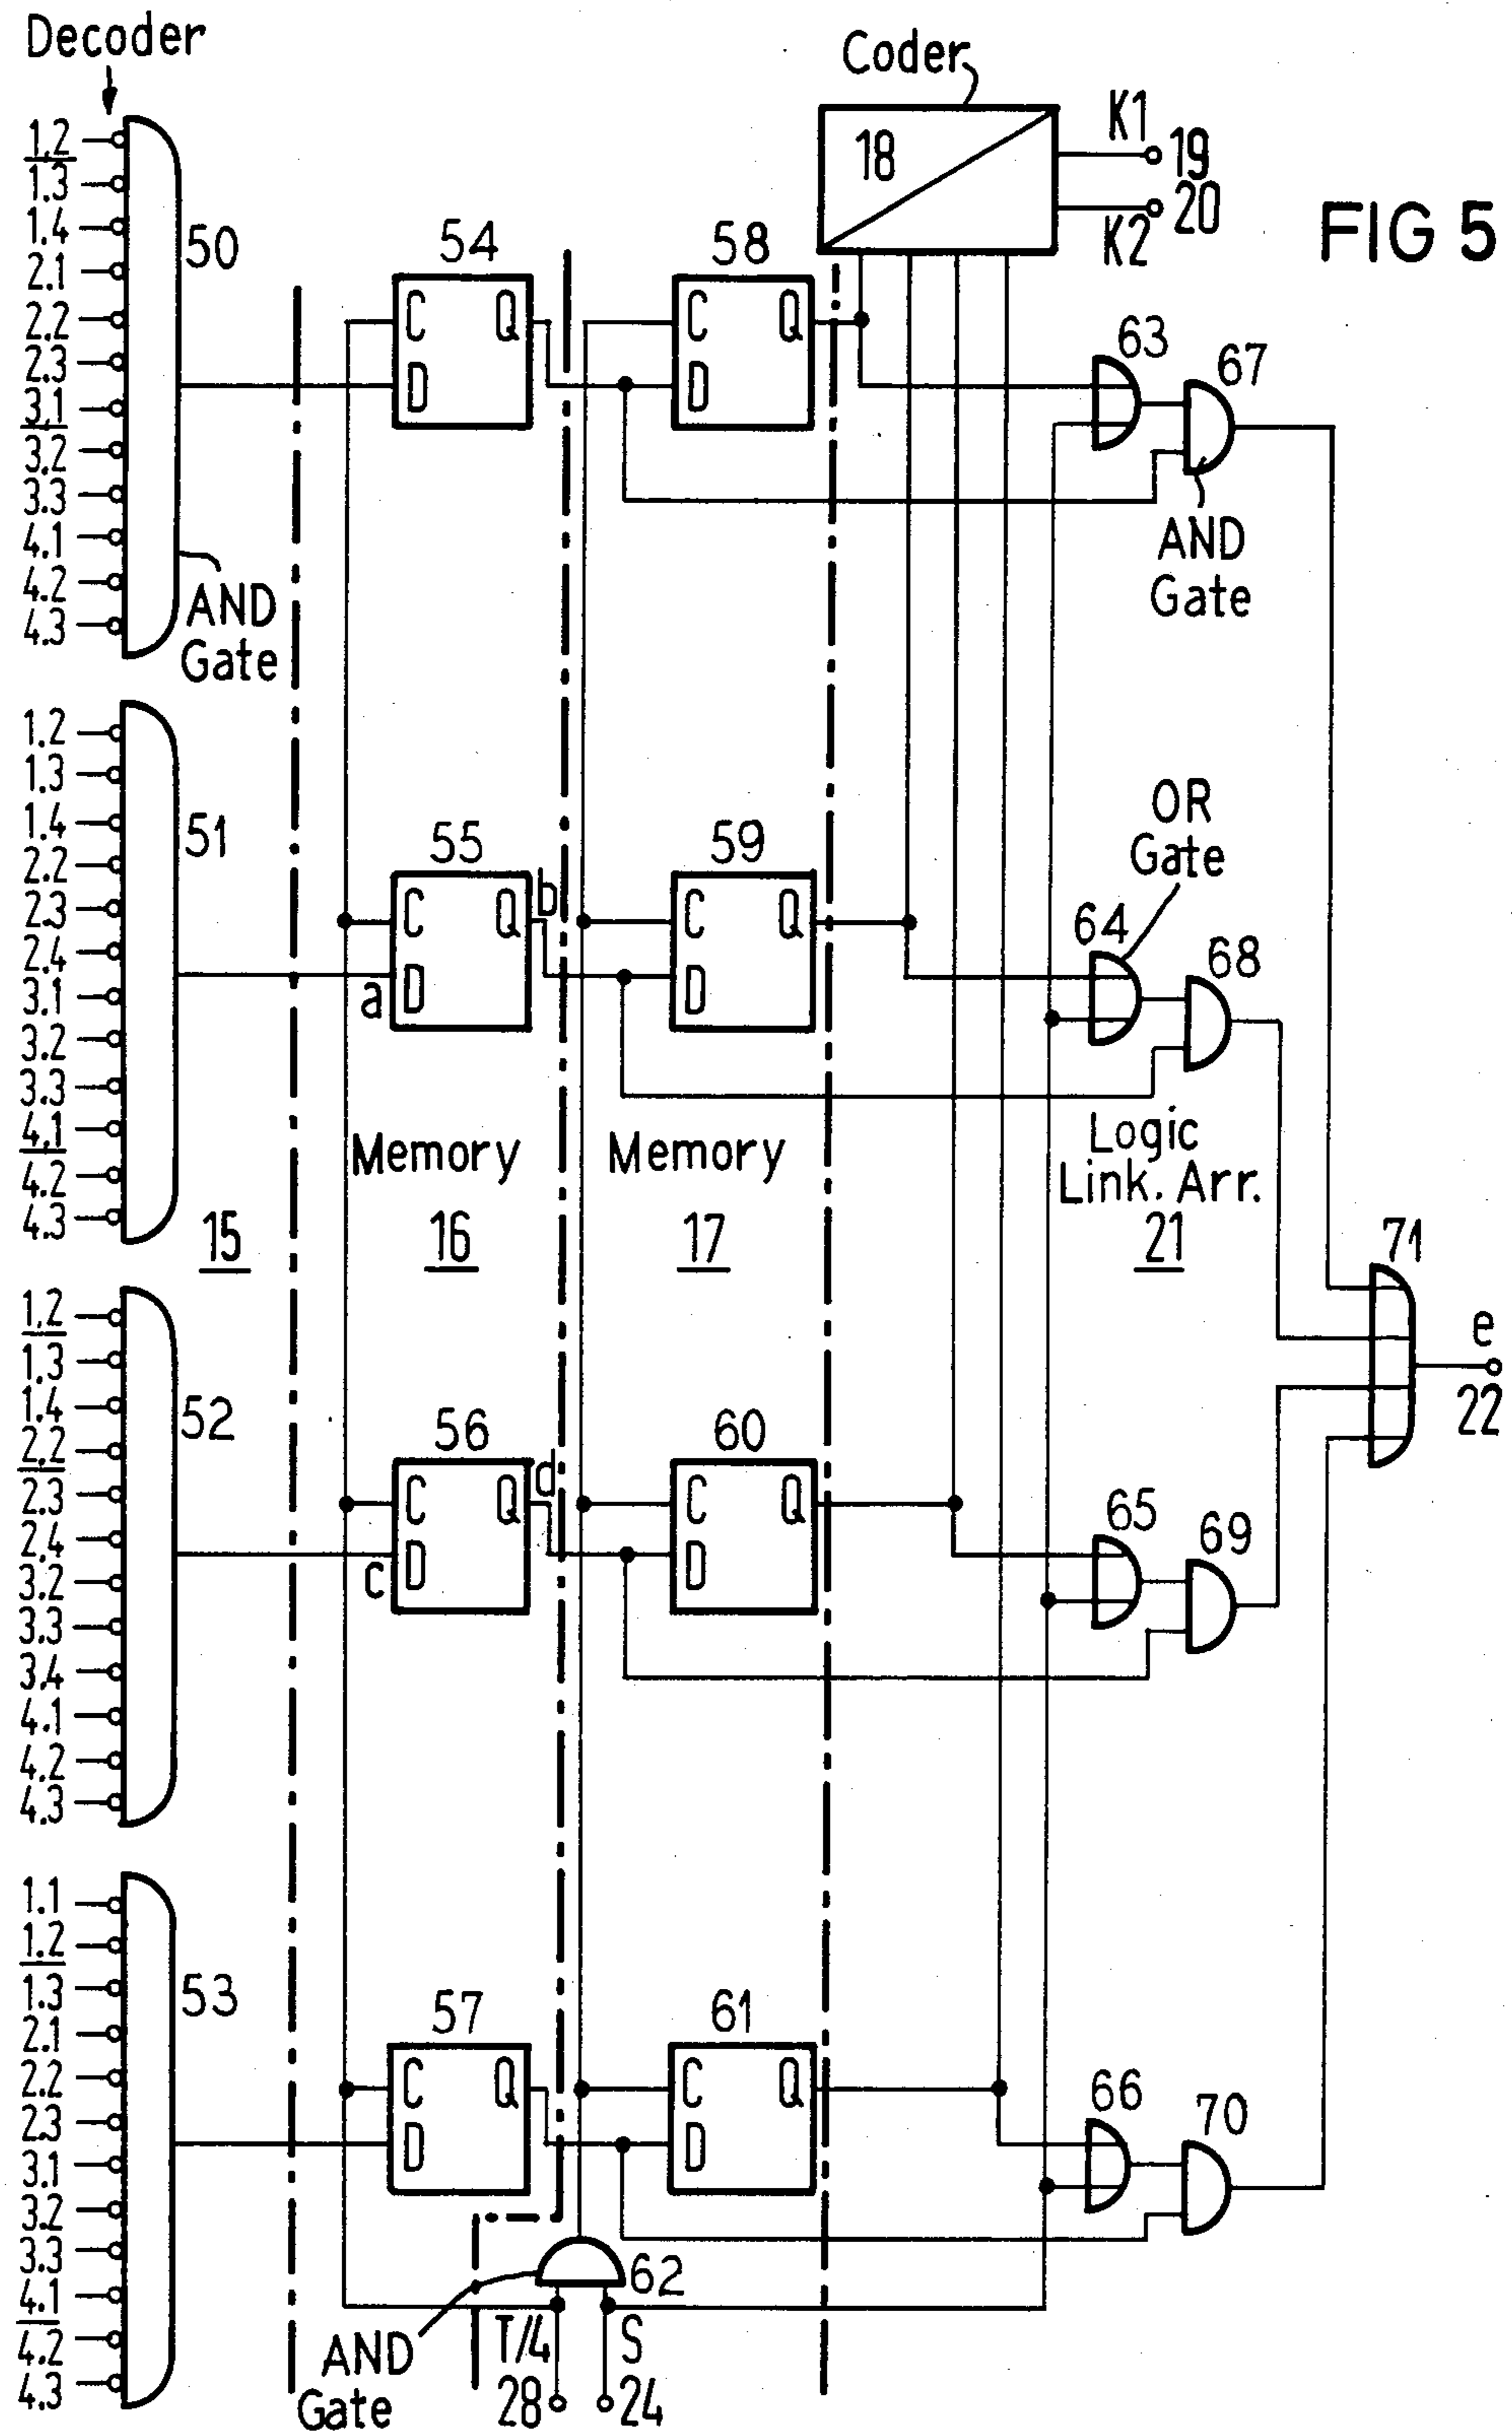 Decoder
Coder
FIG 5
18
K1
19
K2
20
1.2
1.3
1.4
2.1
2.2
2.3
3.1
3.2
3.3
4.1
4.2
4.3
50
AND
Gate
54
C
Q
D
58
C
Q
D
63
67
AND
Gate
1.2
1.3
1.4
2.2
2.3
2.4
3.1
3.2
3.3
4.1
4.2
4.3
51
55
C
Q
D
a
b
59
C
Q
D
OR
Gate
64
68
15
Memory
16
Memory
17
Logic
Link. Arr.
21
71
e
22
1.2
1.3
1.4
2.2
2.3
2.4
3.2
3.3
3.4
4.1
4.2
4.3
52
56
C
Q
D
c
d
60
C
Q
D
65
69
1.1
1.2
1.3
2.1
2.2
2.3
3.1
3.2
3.3
4.1
4.2
4.3
53
57
C
Q
D
61
C
Q
D
66
70
62
AND
Gate
T/4
28
S
24